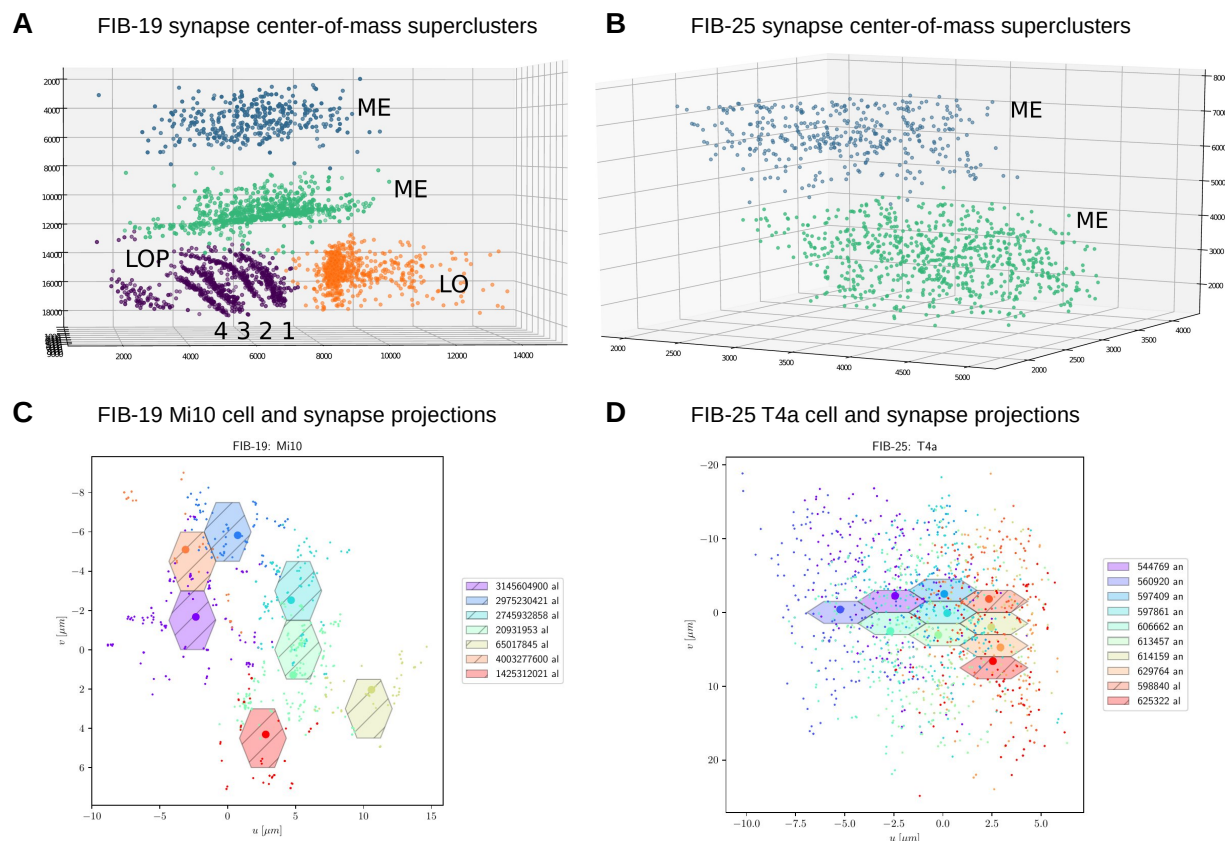 A FIB-19 synapse center-of-mass superclusters
2000
4000
6000
8000
10000
12000
14000
16000
18000
ME
ME
LOP
LO
4 3 2 1
2000 4000 6000 8000 10000 12000 14000
B FIB-25 synapse center-of-mass superclusters
8000
7000
6000
5000
4000
3000
2000
ME
ME
2000 2500 3000 3500 4000 4500 5000
2000 2500 3000 3500 4000
C FIB-19 Mi10 cell and synapse projections
FIB-19: Mi10
−8
−6
−4
−2
0
2
4
6
v [μm]
−10 −5 0 5 10 15
u [μm]
3145604900 al
2975230421 al
2745932858 al
20931953 al
65017845 al
4003277600 al
1425312021 al
D FIB-25 T4a cell and synapse projections
FIB-25: T4a
−20
−10
0
10
20
v [μm]
−10.0 −7.5 −5.0 −2.5 0.0 2.5 5.0
u [μm]
544769 an
560920 an
597409 an
597861 an
606662 an
613457 an
614159 an
629764 an
598840 al
625322 al